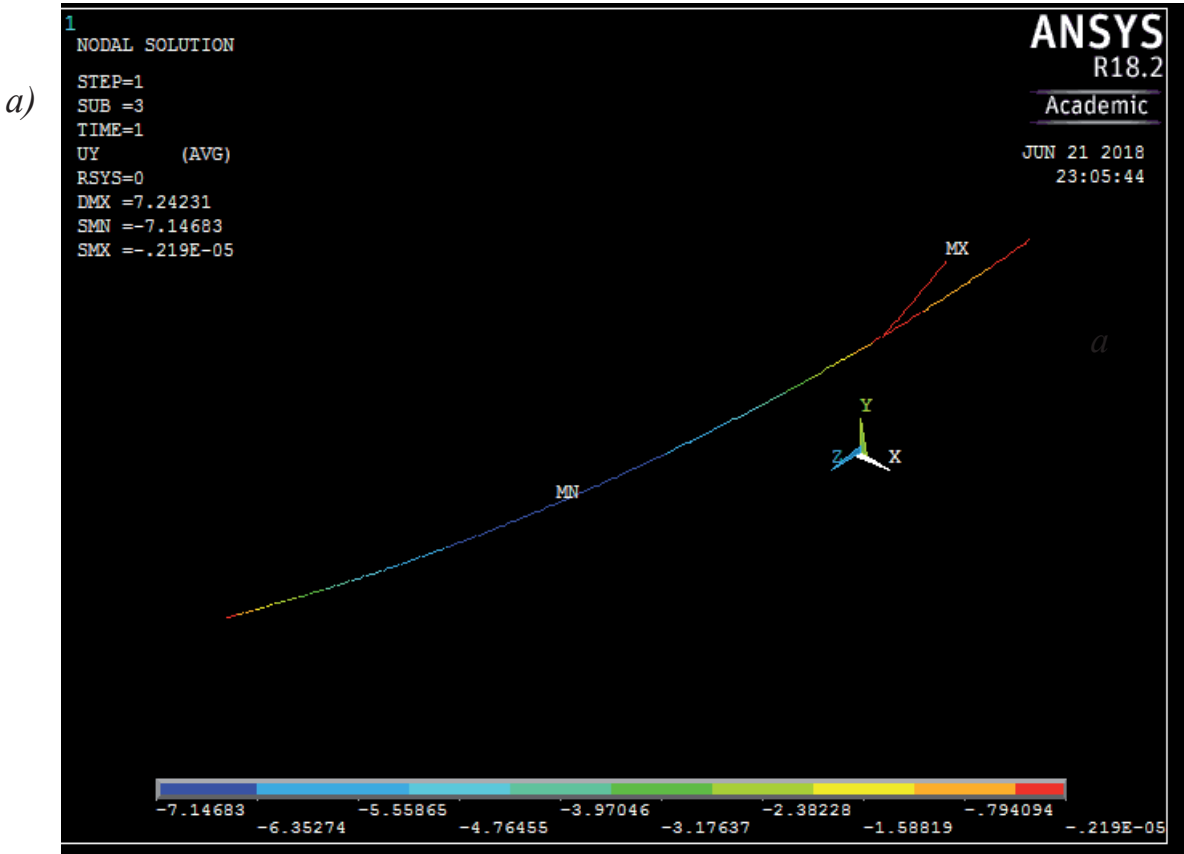 1
NODAL SOLUTION
STEP=1
SUB =3
TIME=1
UY (AVG)
RSYS=0
DMX =7.24231
SMN =-7.14683
SMX =-.219E-05
a)
ANSYS
R18.2
Academic
JUN 21 2018
23:05:44
MX
a
Y
Z X
MN
-7.14683 -5.55865 -3.97046 -2.38228 -.794094
-6.35274 -4.76455 -3.17637 -1.58819 -.219E-05